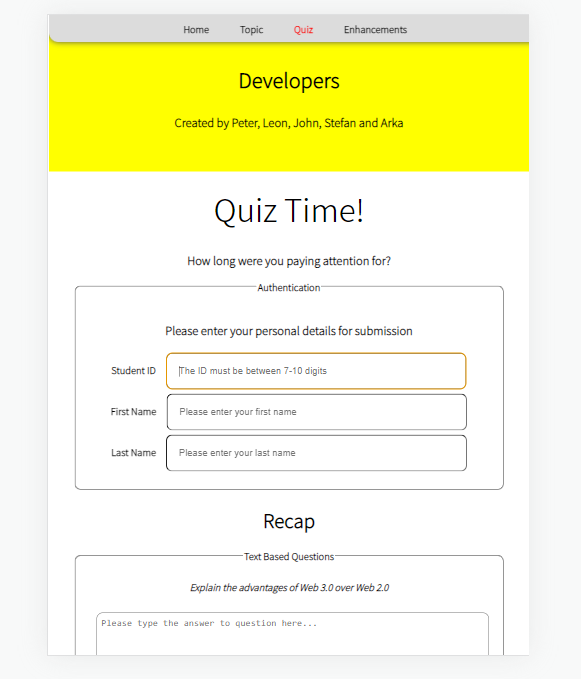 Home Topic Quiz Enhancements
Developers
Created by Peter, Leon, John, Stefan and Arka
Quiz Time!
How long were you paying attention for?
Authentication
Please enter your personal details for submission
Student ID The ID must be between 7-10 digits
First Name Please enter your first name
Last Name Please enter your last name
Recap
Text Based Questions
Explain the advantages of Web 3.0 over Web 2.0
Please type the answer to question here...